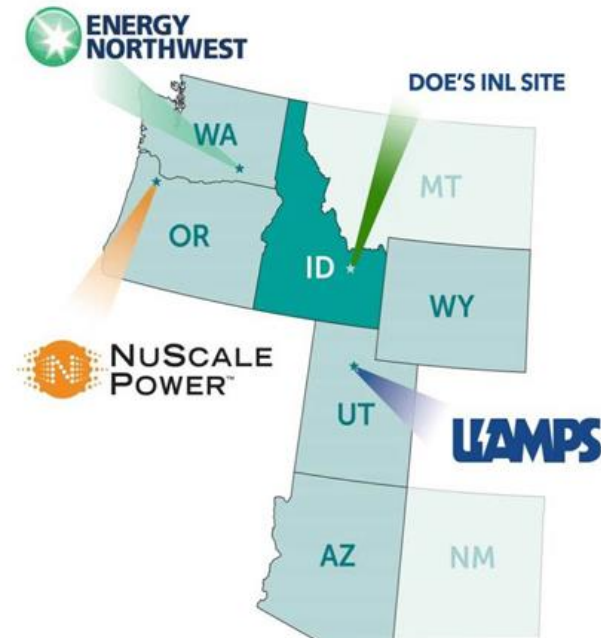 ENERGY
NORTHWEST
DOE'S INL SITE
WA
MT
OR
ID
WY
NUSCALE
POWER™
UT
UAMPS
AZ
NM